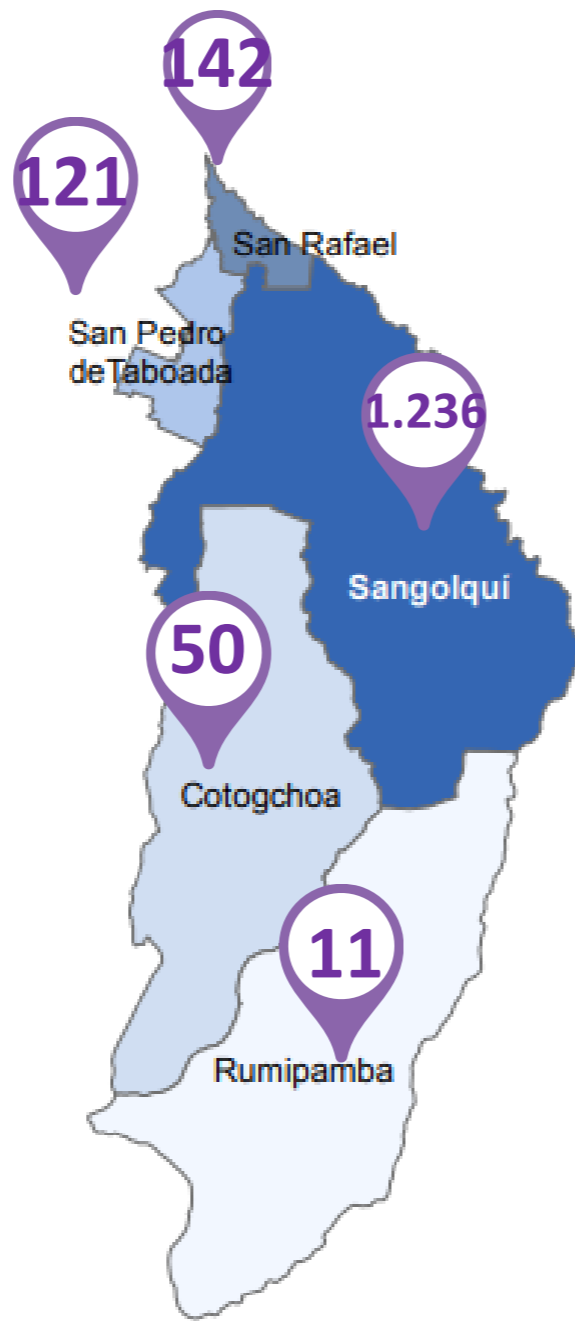 142
121
San Rafael
San Pedro
deTaboada
1.236
Sangolquí
50
Cotogchoa
11
Rumipamba